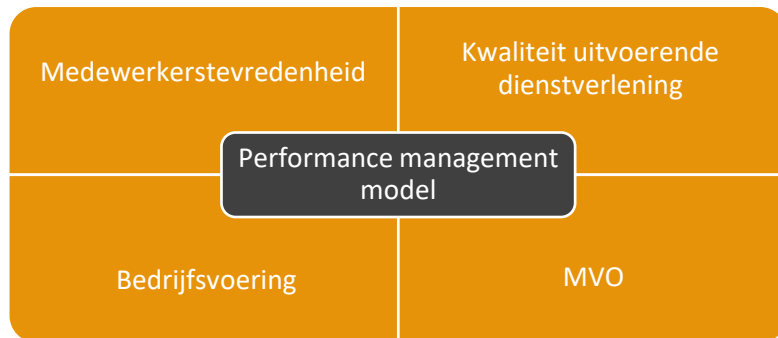 Medewerkerstevredenheid
Kwaliteit uitvoerende
dienstverlening
Performance management
model
Bedrijfsvoering
MVO